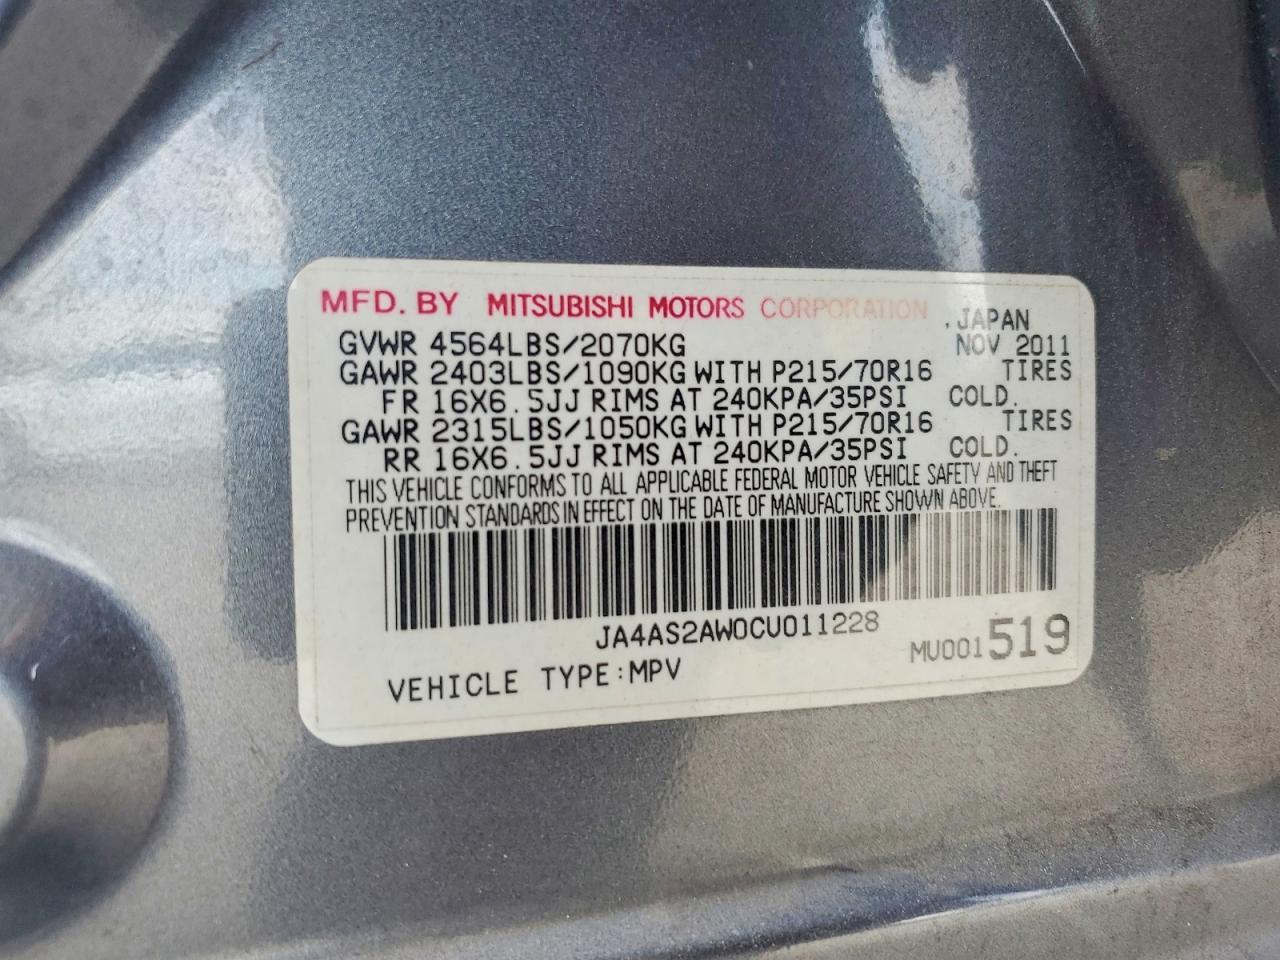 MFD. BY MITSUBISHI MOTORS CORPORATION , JAPAN
GVWR 4564LBS/2070KG NOV 2011
GAWR 2403LBS/1090KG WITH P215/70R16 TIRES
FR 16X6.5JJ RIMS AT 240KPA/35PSI COLD.
GAWR 2315LBS/1050KG WITH P215/70R16 TIRES
RR 16X6.5JJ RIMS AT 240KPA/35PSI COLD.
THIS VEHICLE CONFORMS TO ALL APPLICABLE FEDERAL MOTOR VEHICLE SAFETY AND THEFT
PREVENTION STANDARDS IN EFFECT ON THE DATE OF MANUFACTURE SHOWN ABOVE.
JA4AS2AW0CU011228
MU001519
VEHICLE TYPE:MPV